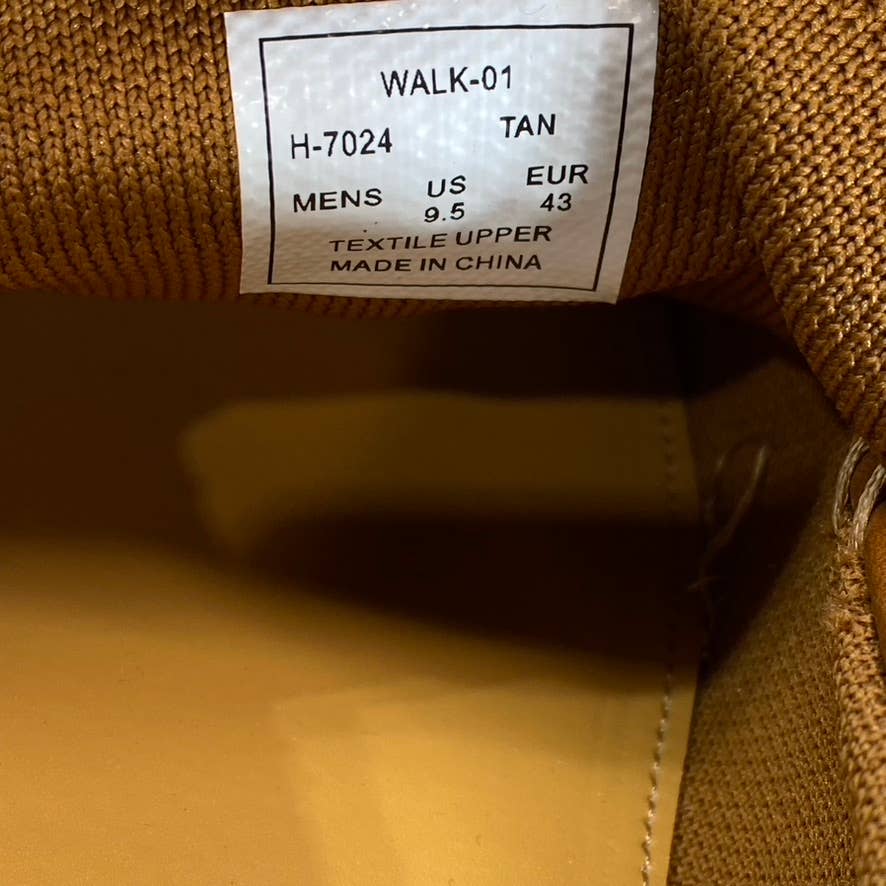 WALK-01
H-7024 TAN
MENS US 9.5 EUR 43
TEXTILE UPPER
MADE IN CHINA